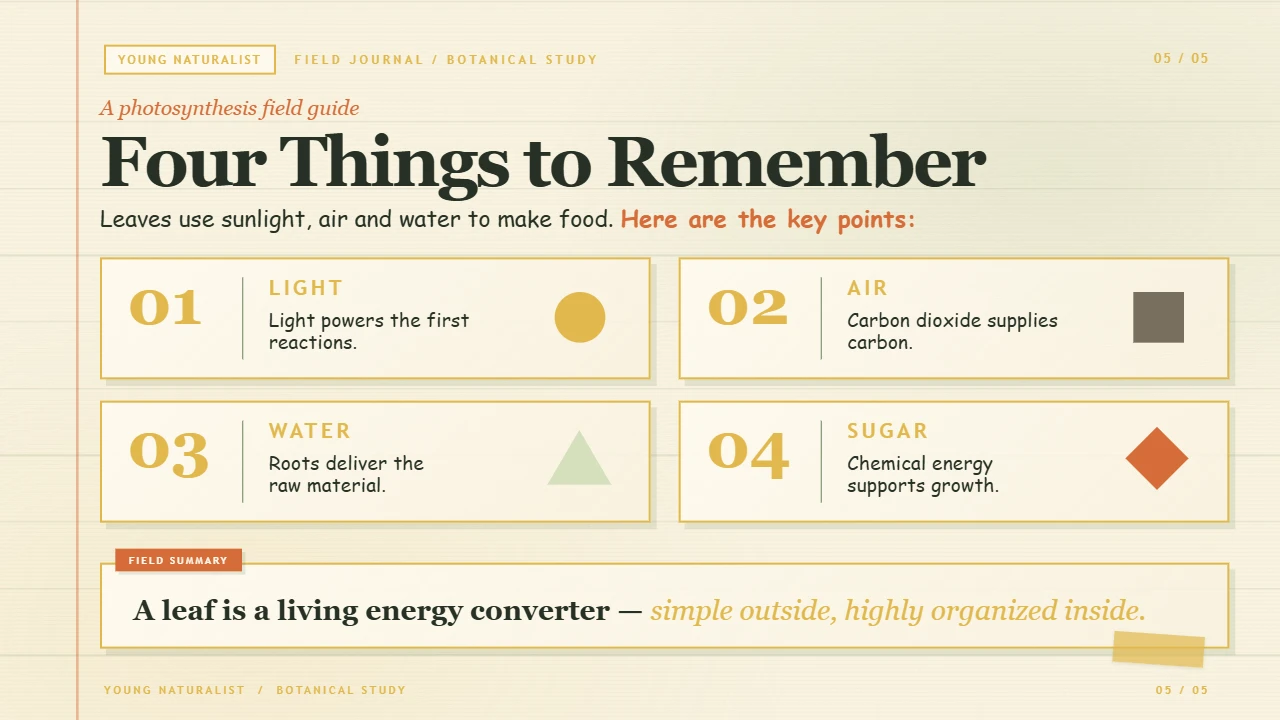 YOUNG NATURALIST
FIELD JOURNAL / BOTANICAL STUDY
05 / 05
A photosynthesis field guide
Four Things to Remember
Leaves use sunlight, air and water to make food. Here are the key points:
01
LIGHT
Light powers the first
reactions.
02
AIR
Carbon dioxide supplies
carbon.
03
WATER
Roots deliver the
raw material.
04
SUGAR
Chemical energy
supports growth.
FIELD SUMMARY
A leaf is a living energy converter — simple outside, highly organized inside.
YOUNG NATURALIST / BOTANICAL STUDY
05 / 05